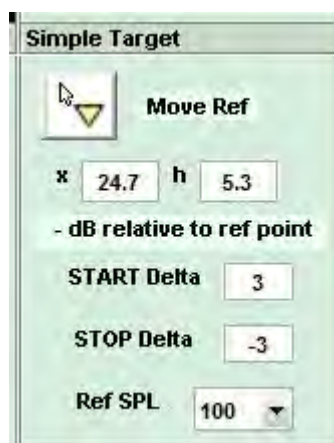 Simple Target
Move Ref
x 24.7 h 5.3
- dB relative to ref point
START Delta 3
STOP Delta -3
Ref SPL 100